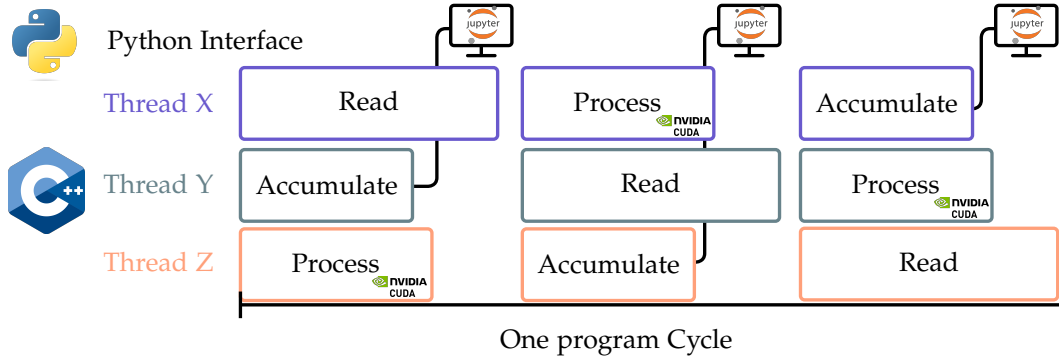 Python Interface
jupyter
jupyter
jupyter
Thread X
Read
Process
NVIDIA
CUDA
Accumulate
++
Thread Y
Accumulate
Read
Process
NVIDIA
CUDA
Thread Z
Process
NVIDIA
CUDA
Accumulate
Read
One program Cycle